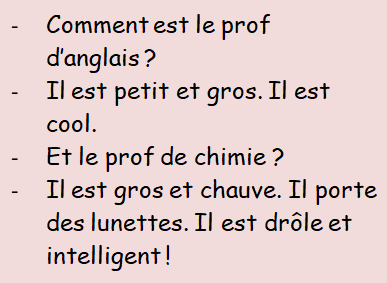 - Comment est le prof
d'anglais ?
- Il est petit et gros. Il est
cool.
- Et le prof de chimie ?
- Il est gros et chauve. Il porte
des lunettes. Il est drôle et
intelligent !